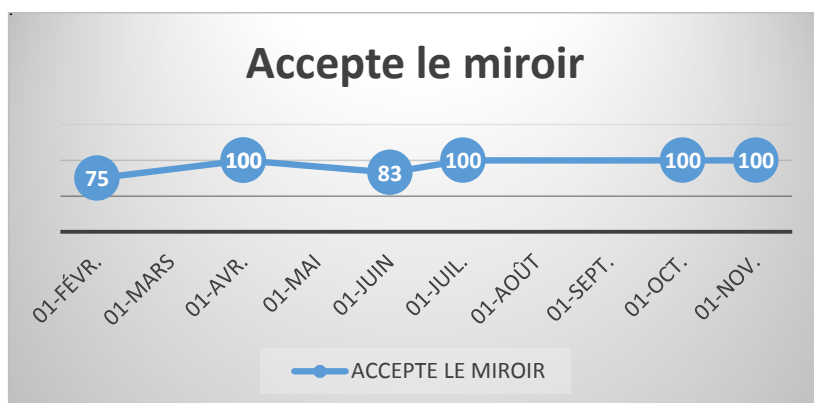 Accepte le miroir
75 100 83 100 100 100
01-FÉVR. 01-MARS 01-AVR. 01-MAI 01-JUIN 01-JUIL. 01-AOÛT 01-SEPT. 01-OCT. 01-NOV.
ACCEPTE LE MIROIR